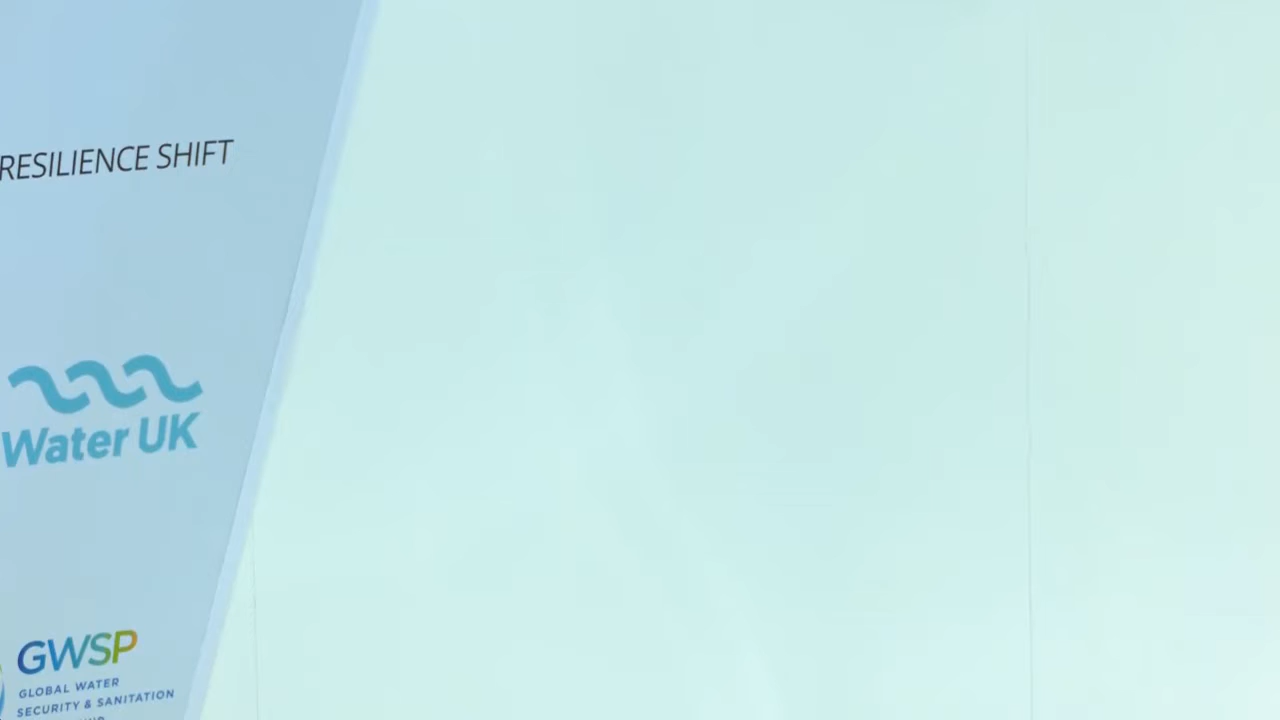 RESILIENCE SHIFT
Water UK
GWSP
GLOBAL WATER
SECURITY & SANITATION